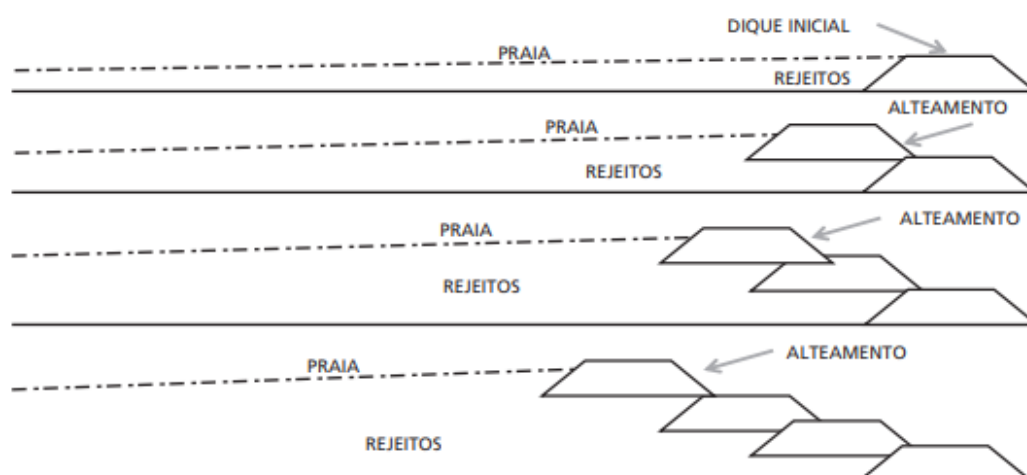 DIQUE INICIAL
PRAIA
REJEITOS
ALTEAMENTO
PRAIA
REJEITOS
ALTEAMENTO
PRAIA
REJEITOS
ALTEAMENTO
PRAIA
REJEITOS